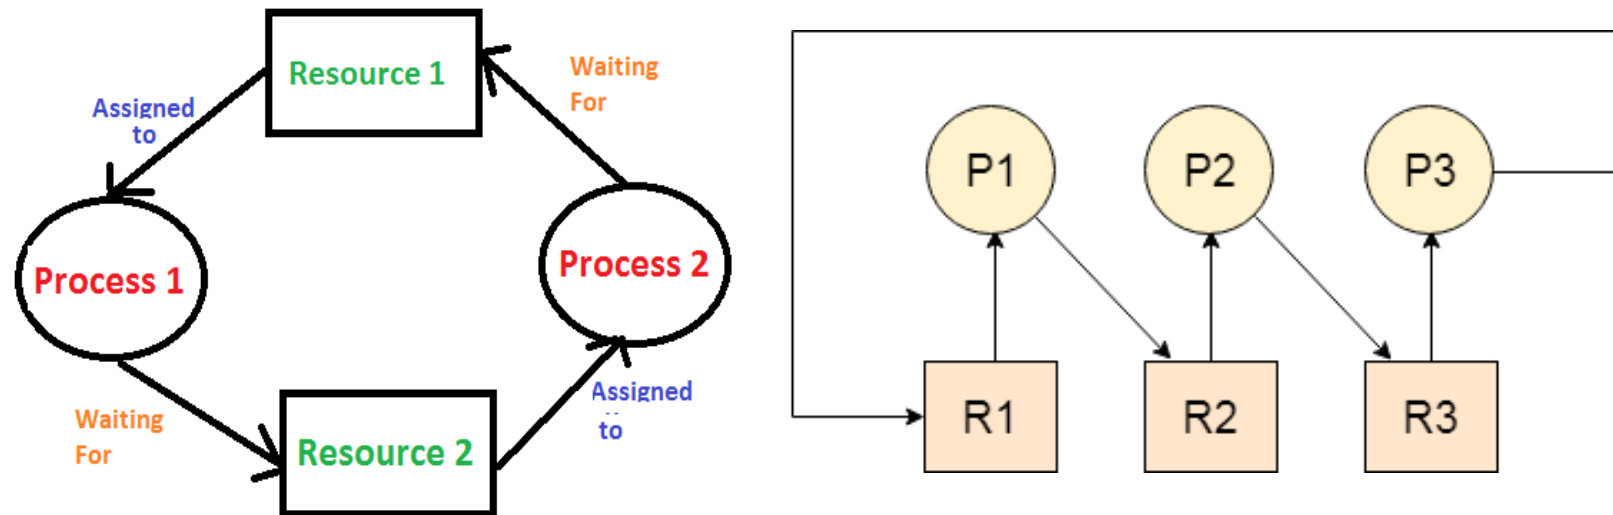 Resource 1
Waiting
For
Assigned
to
Process 1
Process 2
Waiting
For
Resource 2
Assigned
to
P1
P2
P3
R1
R2
R3